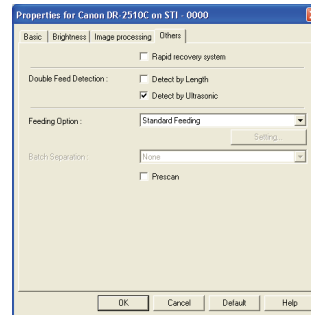 Properties for Canon DR-2510C on STI - 0000
Basic Brightness Image processing Others
Rapid recovery system
Double Feed Detection : Detect by Length
Detect by Ultrasonic
Feeding Option : Standard Feeding
Setting...
Batch Separation : None
Prescan
OK Cancel Default Help